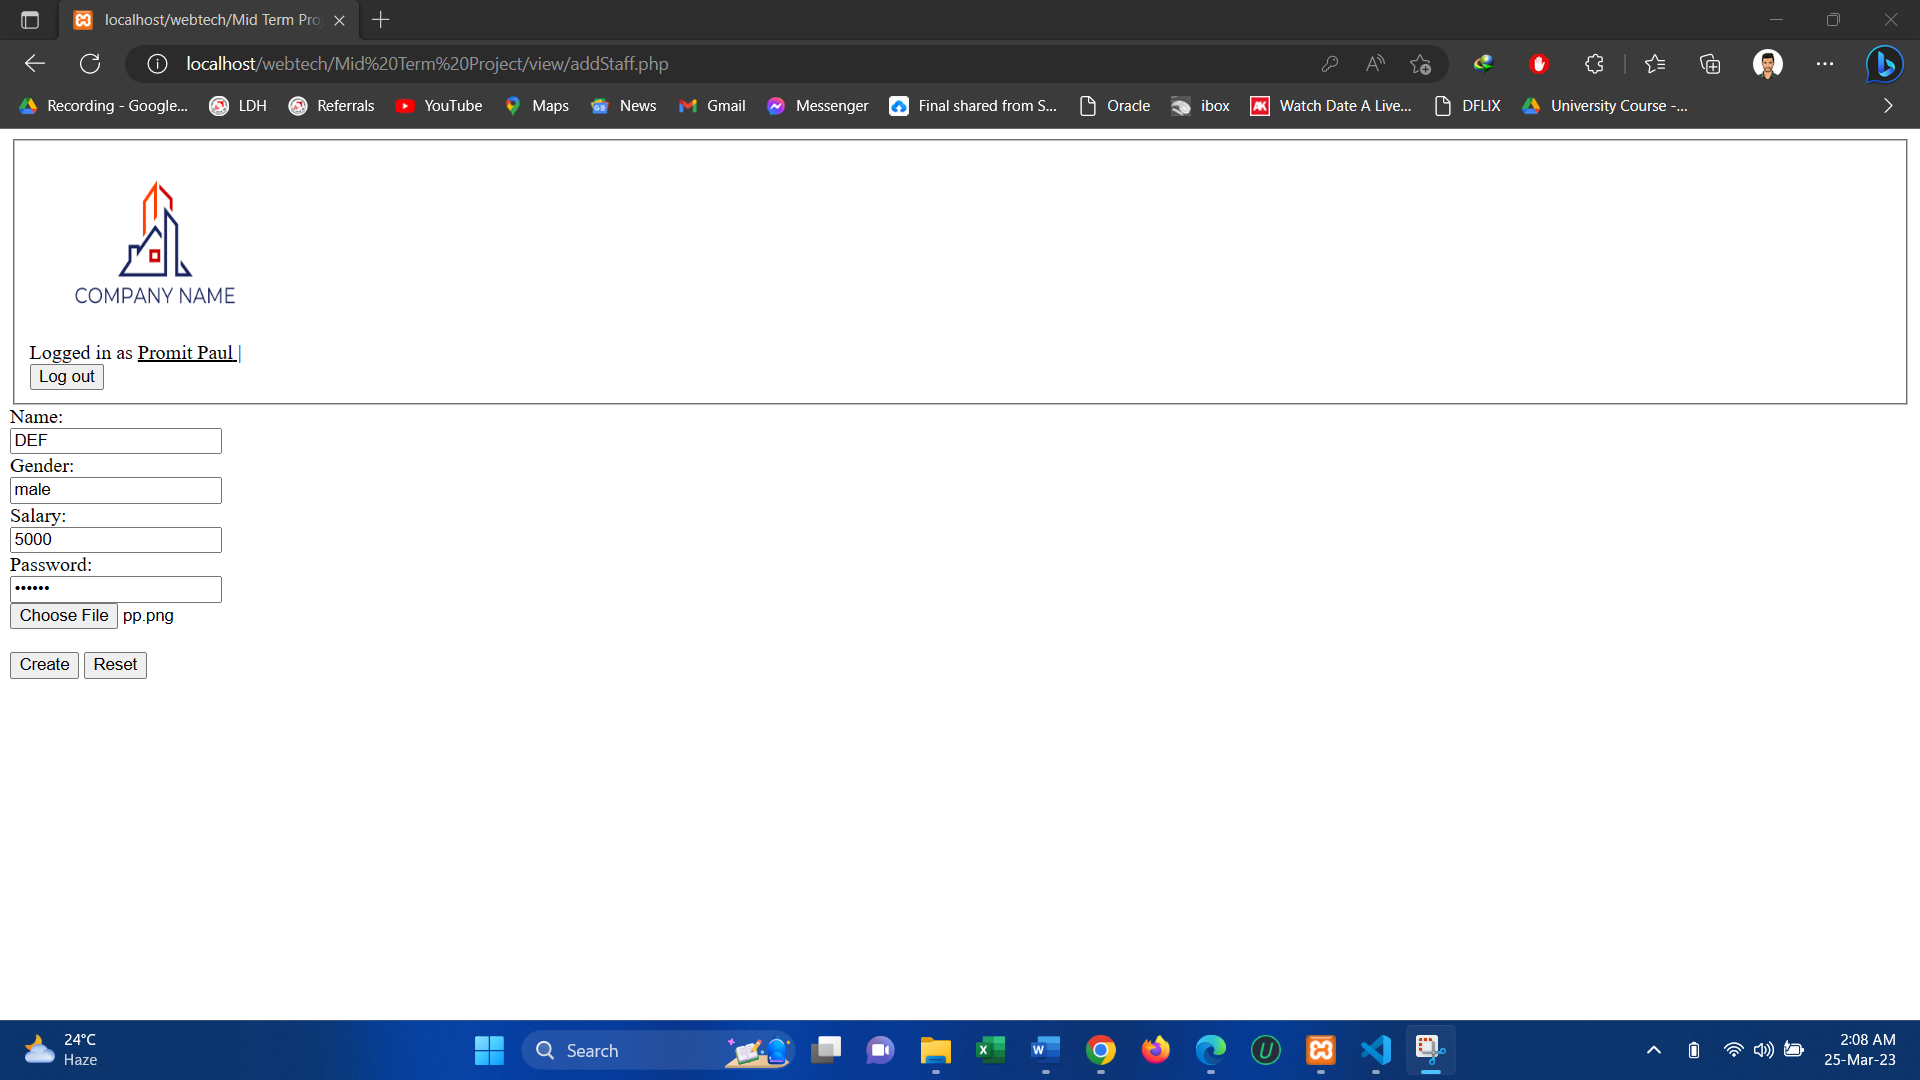 localhost/webtech/Mid Term Pro
localhost/webtech/Mid%20Term%20Project/view/addStaff.php
Recording - Google... LDH Referrals YouTube Maps News Gmail Messenger Final shared from S... Oracle ibox Watch Date A Live... DFLIX University Course -...
COMPANY NAME
Logged in as Promit Paul |
Log out
Name:
DEF
Gender:
male
Salary:
5000
Password:
••••••
Choose File pp.png
Create Reset
24°C
Haze
Search
2:08 AM
25-Mar-23